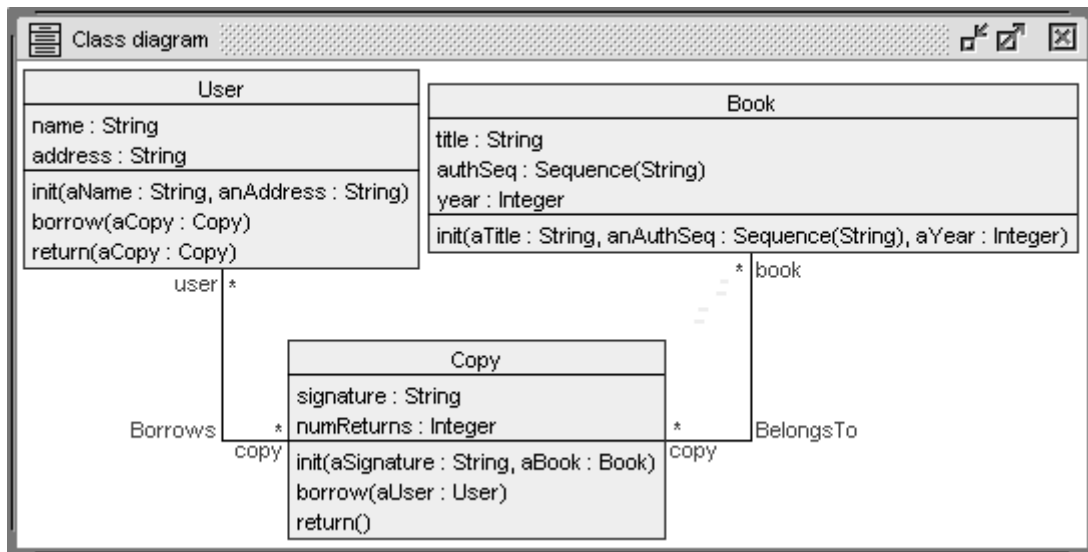 Class diagram
User
name : String
address : String
init(aName : String, anAddress : String)
borrow(aCopy : Copy)
return(aCopy : Copy)
Book
title : String
authSeq : Sequence(String)
year : Integer
init(aTitle : String, anAuthSeq : Sequence(String), aYear : Integer)
user *
* book
Copy
signature : String
numReturns : Integer
init(aSignature : String, aBook : Book)
borrow(aUser : User)
return()
Borrows *
copy
* BelongsTo
copy